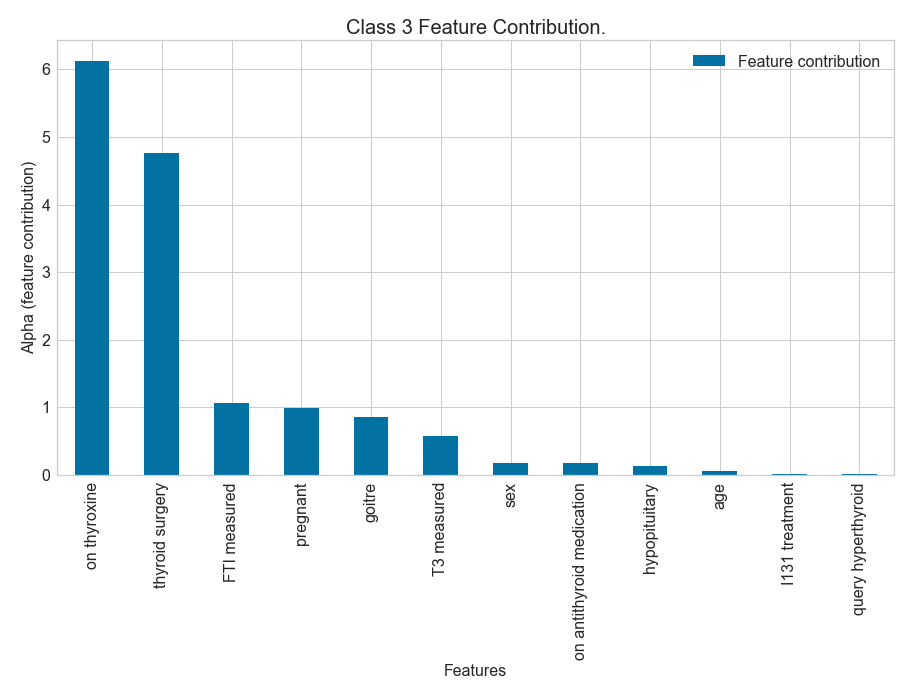 Class 3 Feature Contribution.
Feature contribution
Alpha (feature contribution)
6
5
4
3
2
1
0
on thyroxine
thyroid surgery
FTI measured
pregnant
goitre
T3 measured
sex
on antithyroid medication
hypopituitary
age
I131 treatment
query hyperthyroid
Features